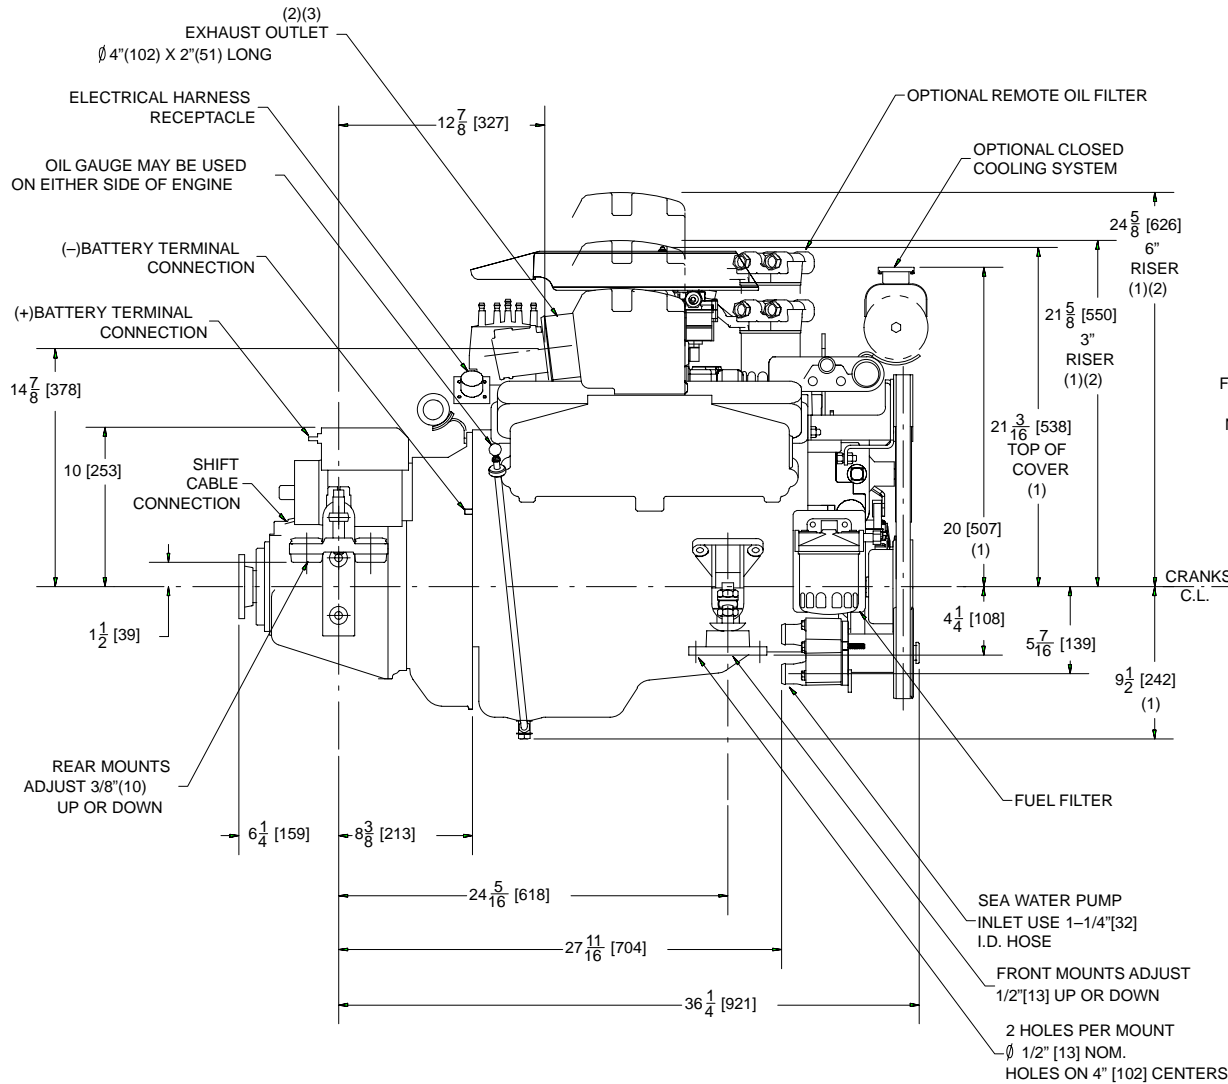 (2)(3)
EXHAUST OUTLET
Ø 4”(102) X 2”(51) LONG
ELECTRICAL HARNESS
RECEPTACLE
OIL GAUGE MAY BE USED
ON EITHER SIDE OF ENGINE
(–)BATTERY TERMINAL
CONNECTION
(+)BATTERY TERMINAL
CONNECTION
14 7/8 [378]
10 [253]
SHIFT
CABLE
CONNECTION
1 1/2 [39]
REAR MOUNTS
ADJUST 3/8”(10)
UP OR DOWN
12 7/8 [327]
OPTIONAL REMOTE OIL FILTER
OPTIONAL CLOSED
COOLING SYSTEM
24 5/8 [626]
6”
RISER
(1)(2)
21 5/8 [550]
3”
RISER
(1)(2)
21 3/16 [538]
TOP OF
COVER
(1)
20 [507]
(1)
F
CRANKS
C.L.
4 1/4 [108]
5 7/16 [139]
9 1/2 [242]
(1)
FUEL FILTER
6 1/4 [159]
8 3/8 [213]
24 5/16 [618]
27 11/16 [704]
36 1/4 [921]
SEA WATER PUMP
INLET USE 1–1/4”[32]
I.D. HOSE
FRONT MOUNTS ADJUST
1/2”[13] UP OR DOWN
2 HOLES PER MOUNT
Ø 1/2” [13] NOM.
HOLES ON 4” [102] CENTERS